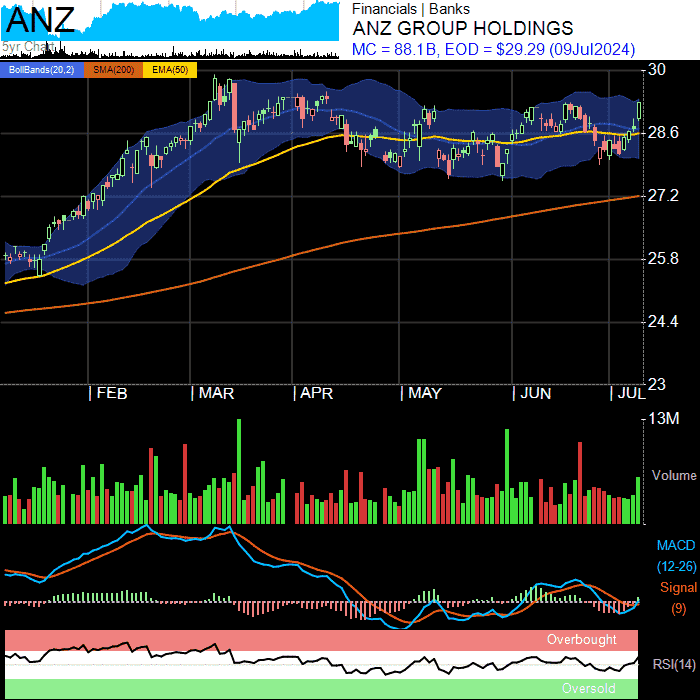 ANZ
5yr Chart
Financials | Banks
ANZ GROUP HOLDINGS
MC = 88.1B, EOD = $29.29 (09Jul2024)
BollBands(20,2) SMA(200) EMA(50)
30
28.6
27.2
25.8
24.4
23
| FEB | MAR | APR | MAY | JUN | JUL
13M
Volume
MACD
(12-26)
Signal
(9)
Overbought
RSI(14)
Oversold